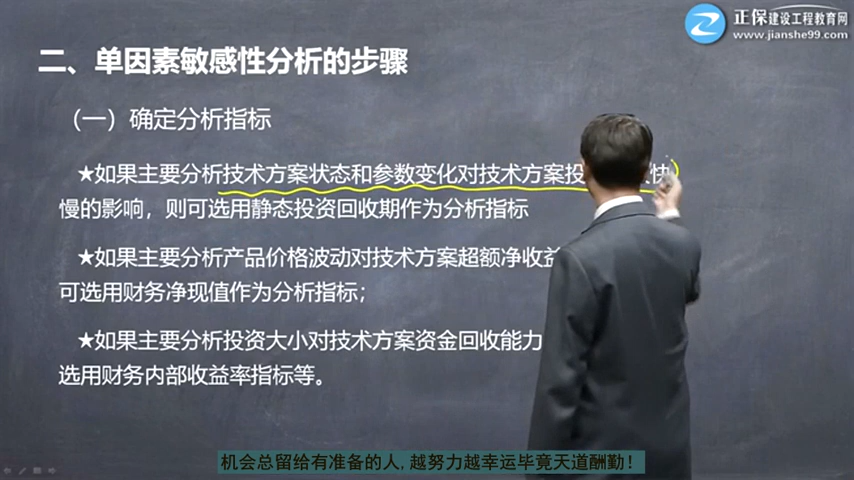 正保建设工程教育网
www.jianshe99.com
二、单因素敏感性分析的步骤
（一）确定分析指标
★如果主要分析技术方案状态和参数变化对技术方案投 快
慢的影响，则可选用静态投资回收期作为分析指标
★如果主要分析产品价格波动对技术方案超额净收益
可选用财务净现值作为分析指标；
★如果主要分析投资大小对技术方案资金回收能力
选用财务内部收益率指标等。
机会总留给有准备的人,越努力越幸运毕竟天道酬勤！